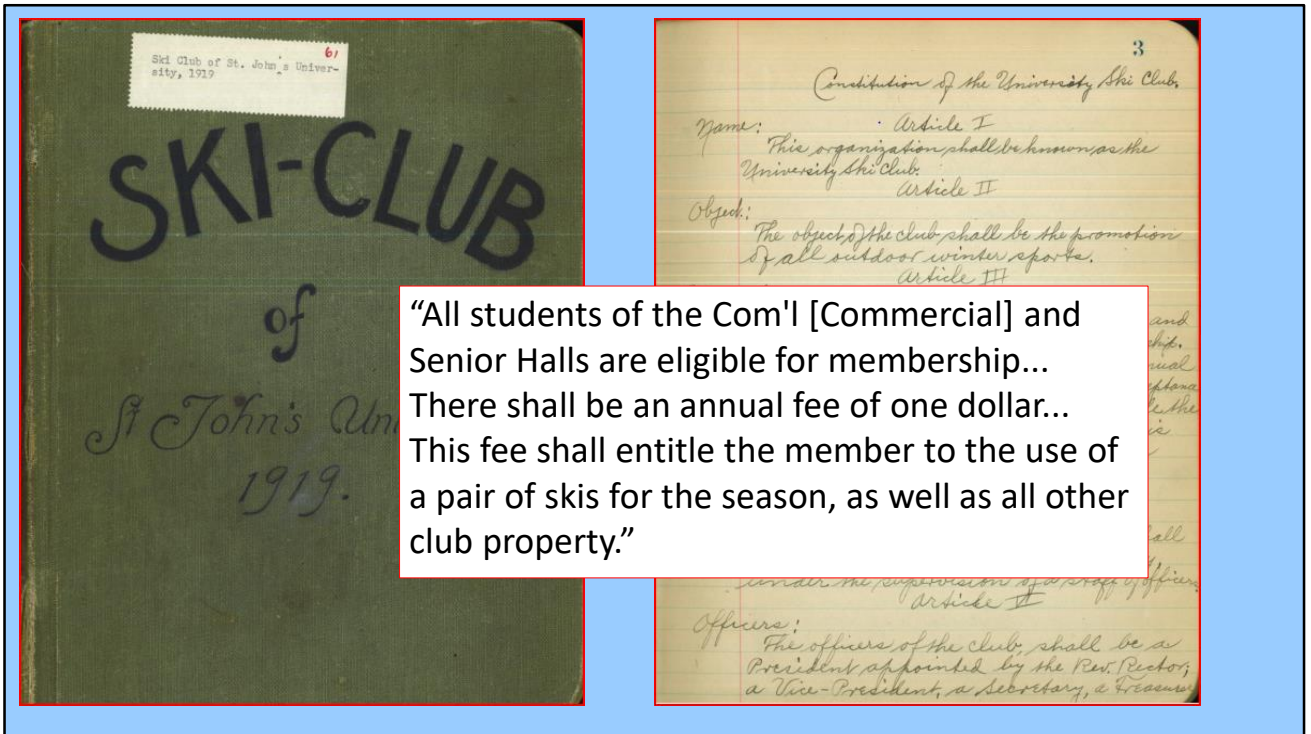 61
Ski Club of St. John's Univer-
sity, 1919
SKI-CLUB
of
St John's Un
1919.
3
Constitution of the University Ski Club.
Name: Article I
This organization shall be known as the
University Ski Club.
Article II
Object:
The object of the club shall be the promotion
of all outdoor winter sports.
Article III
“All students of the Com'l [Commercial] and
Senior Halls are eligible for membership...
There shall be an annual fee of one dollar...
This fee shall entitle the member to the use of
a pair of skis for the season, as well as all other
club property.”
and
the
all
under the supervision of a staff of officers
Article
Officers:
The officers of the club, shall be a
President appointed by the Rev. Rector;
a Vice-President, a Secretary, a Treasurer